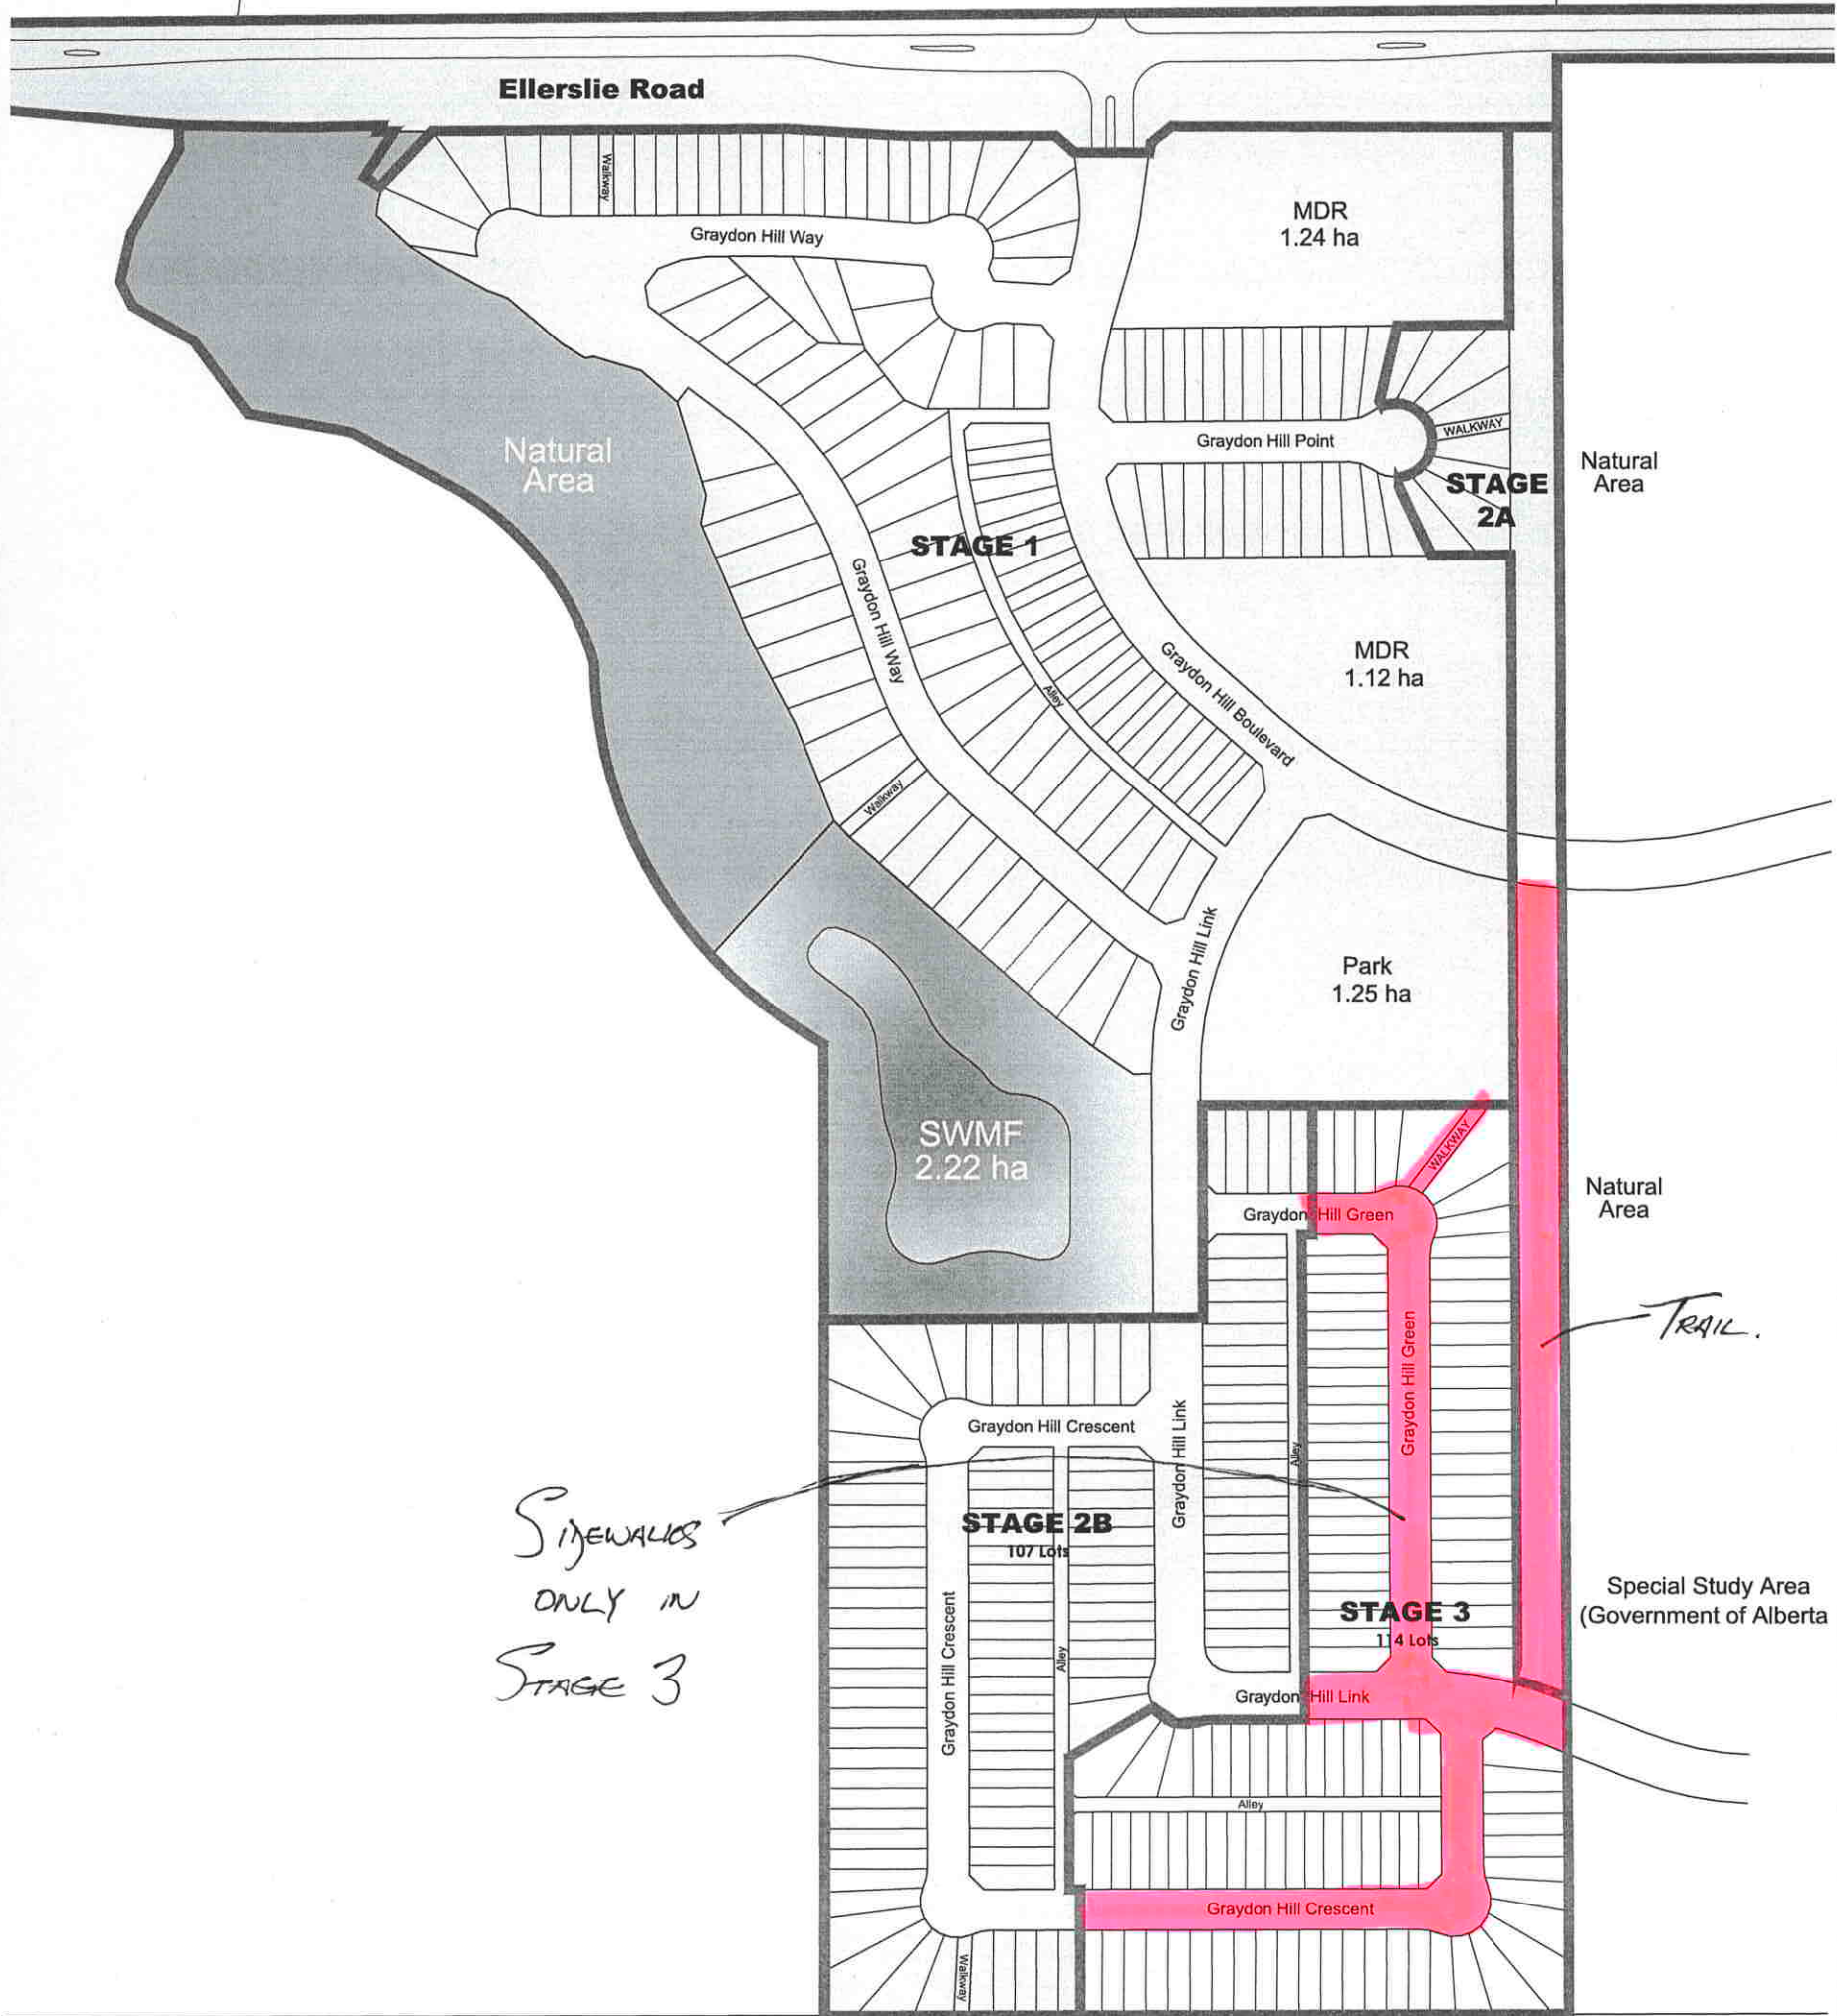 Ellerslie Road
Walkway
Graydon Hill Way
MDR
1.24 ha
Natural
Area
Graydon Hill Point
WALKWAY
STAGE
2A
Natural
Area
STAGE 1
Graydon Hill Way
Alley
Graydon Hill Boulevard
MDR
1.12 ha
Walkway
Graydon Hill Link
Park
1.25 ha
SWMF
2.22 ha
WALKWAY
Graydon Hill Green
Natural
Area
Graydon Hill Green
TRAIL.
Graydon Hill Crescent
Graydon Hill Link
Alley
SIDEWALKS
ONLY IN
STAGE 3
STAGE 2B
107 Lots
Graydon Hill Crescent
Alley
STAGE 3
114 Lots
Special Study Area
(Government of Alberta
Graydon Hill Link
Alley
Graydon Hill Crescent
Walkway